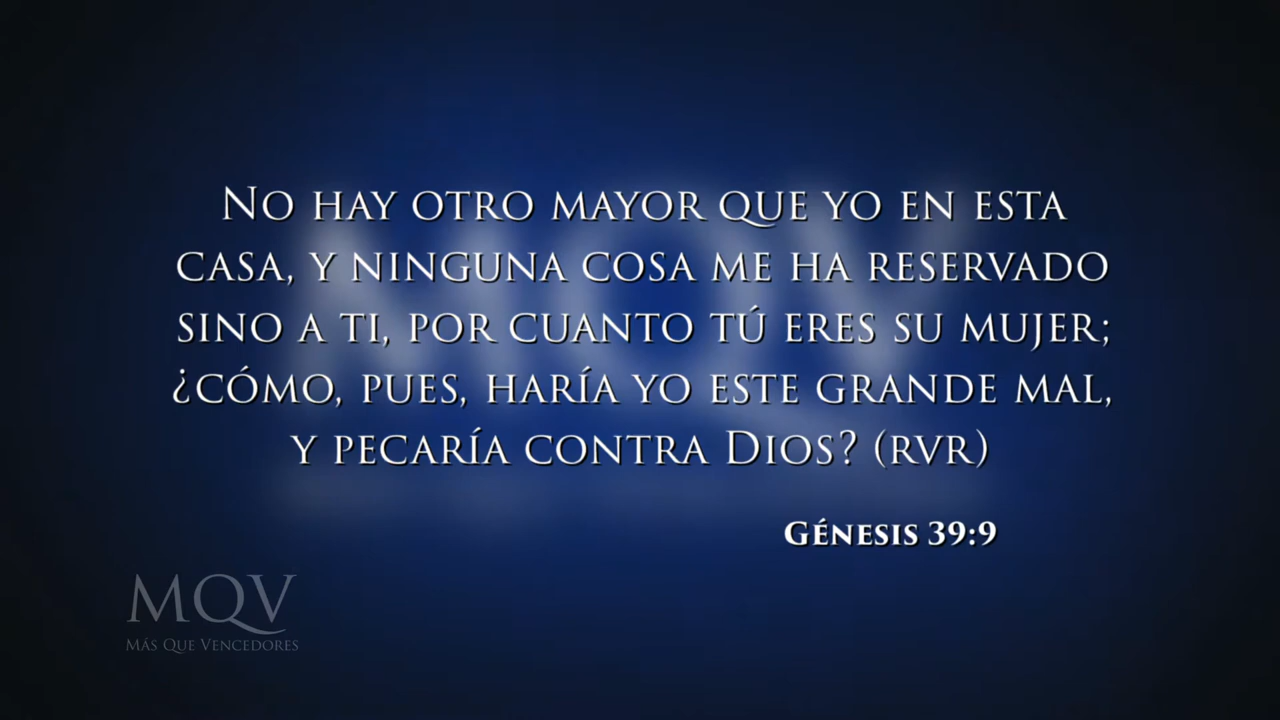 No hay otro mayor que yo en esta
casa, y ninguna cosa me ha reservado
sino a ti, por cuanto tú eres su mujer;
¿cómo, pues, haría yo este grande mal,
y pecaría contra Dios? (rvr)
Génesis 39:9
MQV
Más Que Vencedores